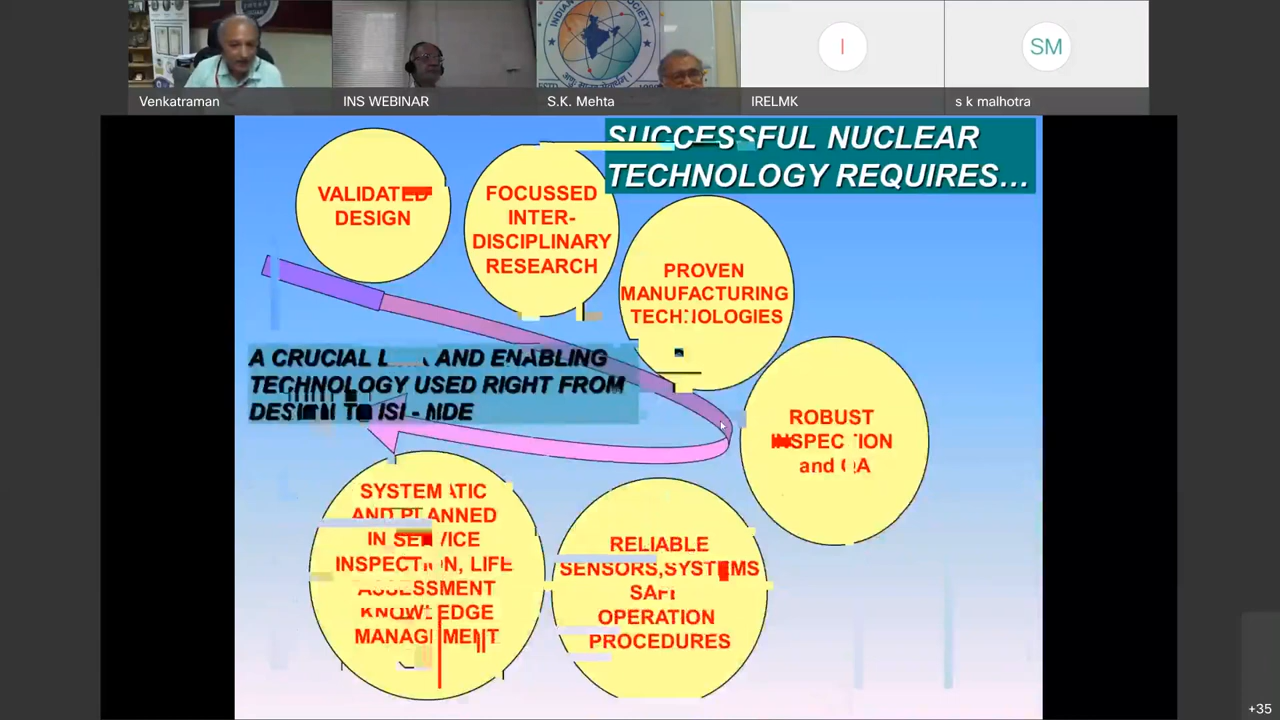 Venkatraman
INS WEBINAR
S.K. Mehta
IRELMK
s k malhotra
I
SM
SUCCESSFUL NUCLEAR
TECHNOLOGY REQUIRES...
VALIDATED
DESIGN
FOCUSSED
INTER-
DISCIPLINARY
RESEARCH
PROVEN
MANUFACTURING
TECHNOLOGIES
A CRUCIAL AND ENABLING
TECHNOLOGY USED RIGHT FROM
DESIGN TO ISI - NDE
ROBUST
INSPECTION
and QA
SYSTEMATIC
AND PLANNED
IN SERVICE
INSPECTION, LIFE
ASSESSMENT
KNOWLEDGE
MANAGEMENT
RELIABLE
SENSORS,SYSTEMS
SAFE
OPERATION
PROCEDURES
+35